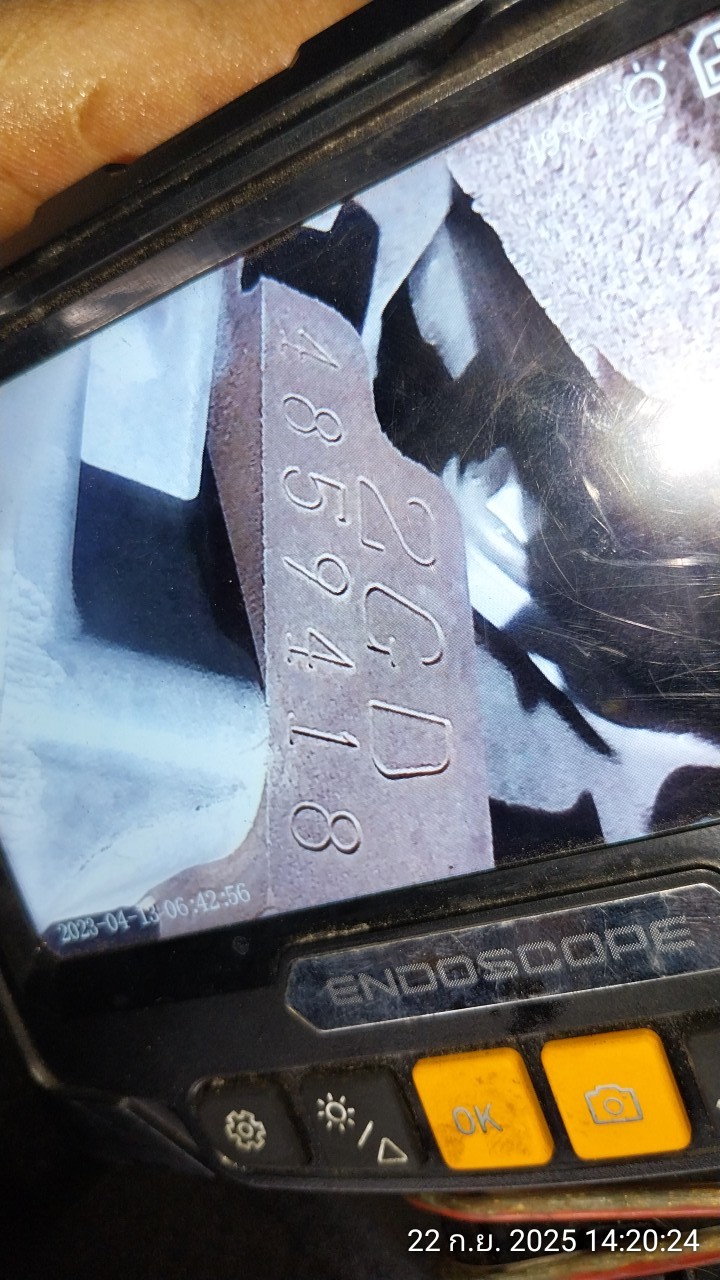 2GD
4859418
2023-04-13 06:42:56
ENDOSCOPE
OK
22 ก.ย. 2025 14:20:24